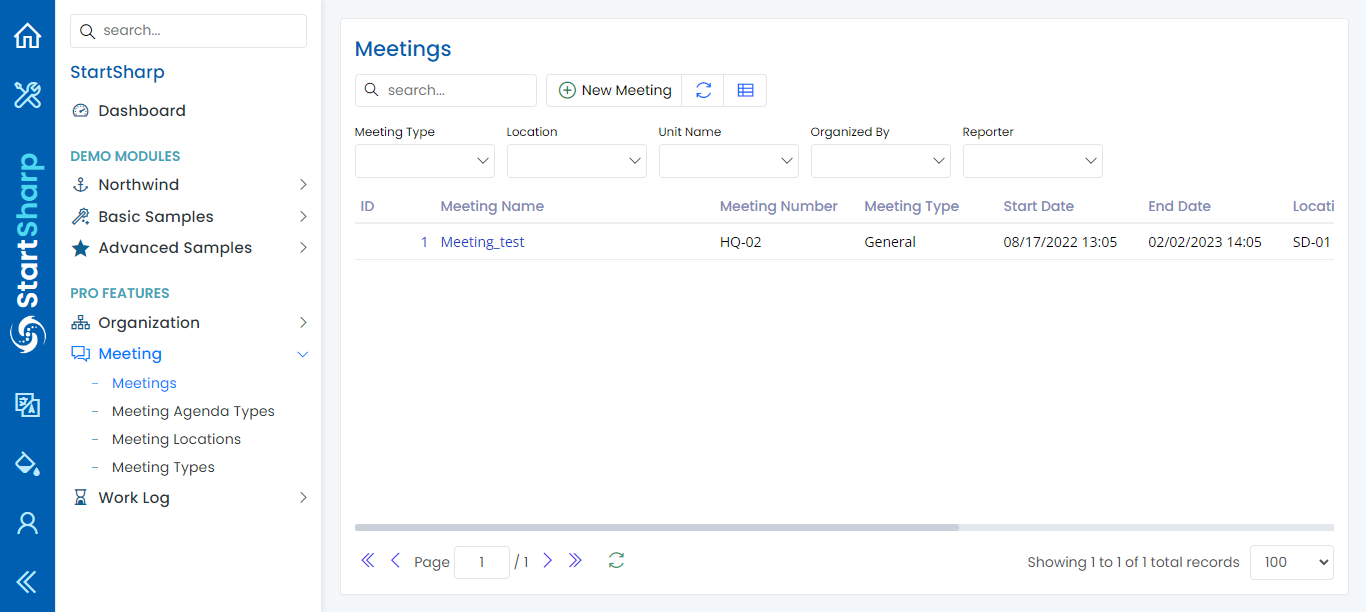 StartSharp
search...
StartSharp
Dashboard
DEMO MODULES
Northwind
Basic Samples
Advanced Samples
PRO FEATURES
Organization
Meeting
- Meetings
- Meeting Agenda Types
- Meeting Locations
- Meeting Types
Work Log
Meetings
search... New Meeting
Meeting Type Location Unit Name Organized By Reporter
ID Meeting Name Meeting Number Meeting Type Start Date End Date Locati
1 Meeting_test HQ-02 General 08/17/2022 13:05 02/02/2023 14:05 SD-01
Page 1 / 1 Showing 1 to 1 of 1 total records 100